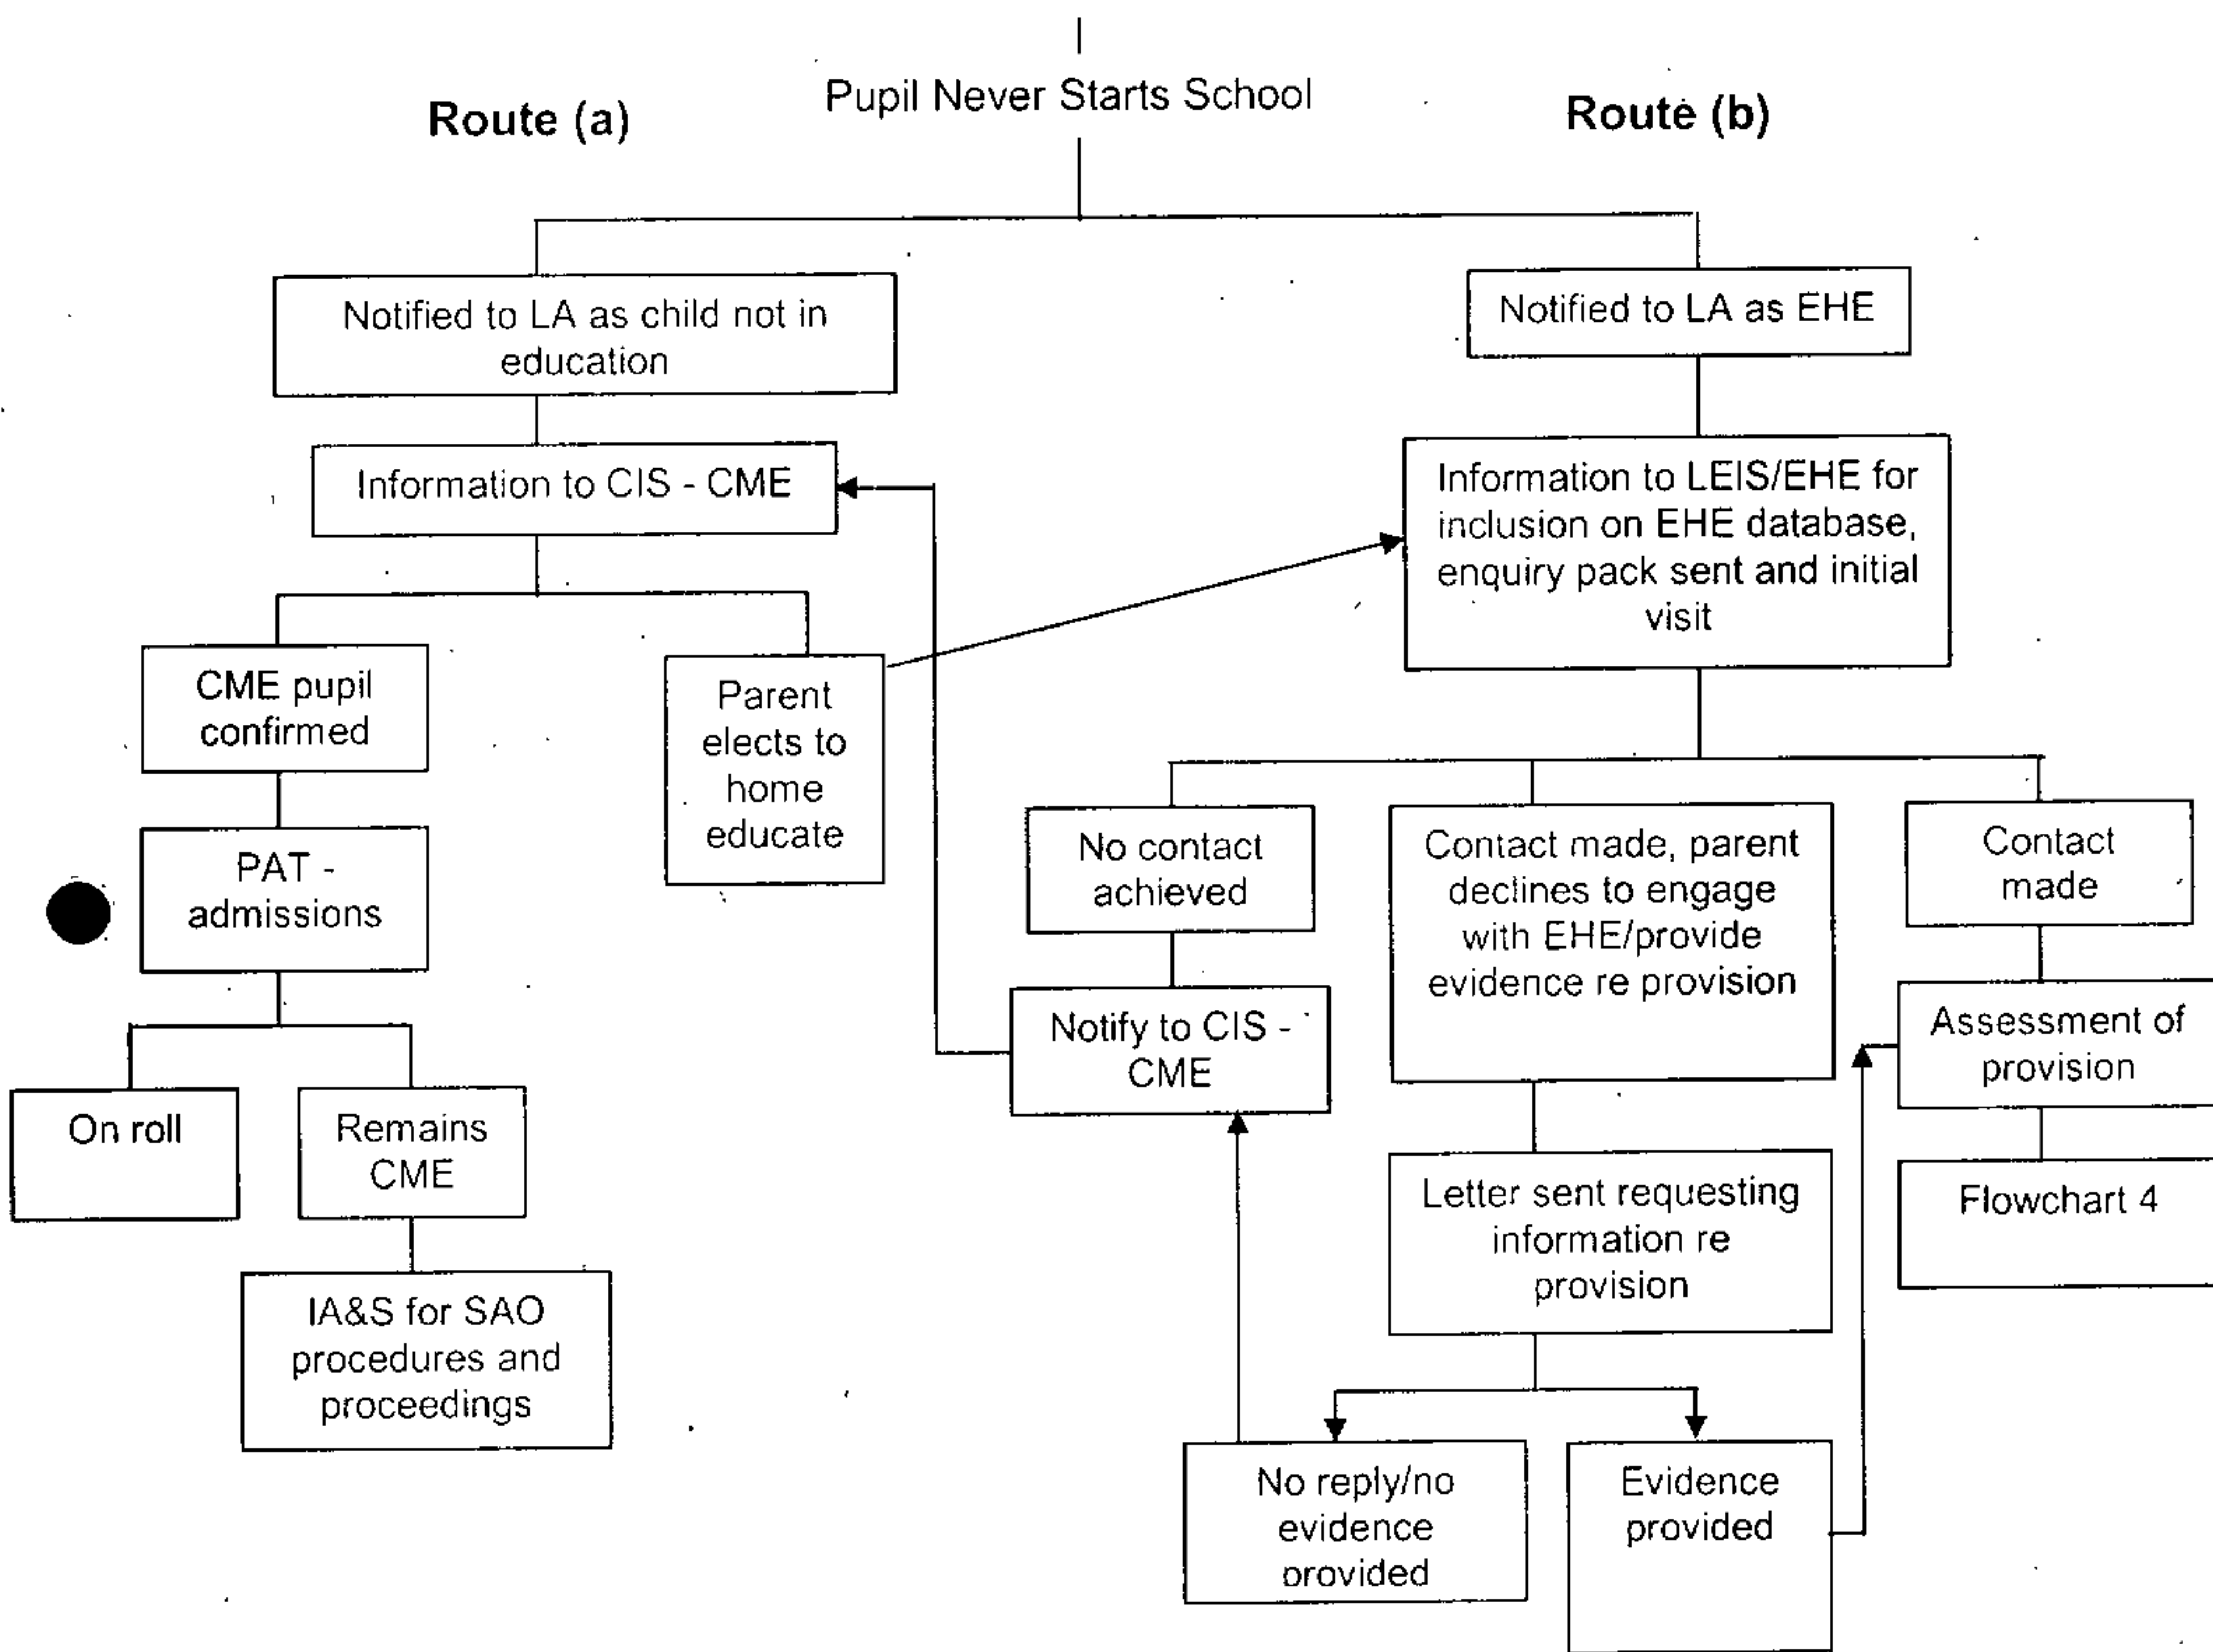 Pupil Never Starts School
Route (a)
Route (b)
Notified to LA as child not in
education
Notified to LA as EHE
Information to CIS - CME
Information to LEIS/EHE for
inclusion on EHE database,
enquiry pack sent and initial
visit
CME pupil
confirmed
Parent
elects to
home
educate
PAT -
admissions
On roll
Remains
CME
IA&S for SAO
procedures and
proceedings
No contact
achieved
Notify to CIS -
CME
Contact made, parent
declines to engage
with EHE/provide
evidence re provision
Contact
made
Assessment of
provision
Flowchart 4
Letter sent requesting
information re
provision
No reply/no
evidence
provided
Evidence
provided